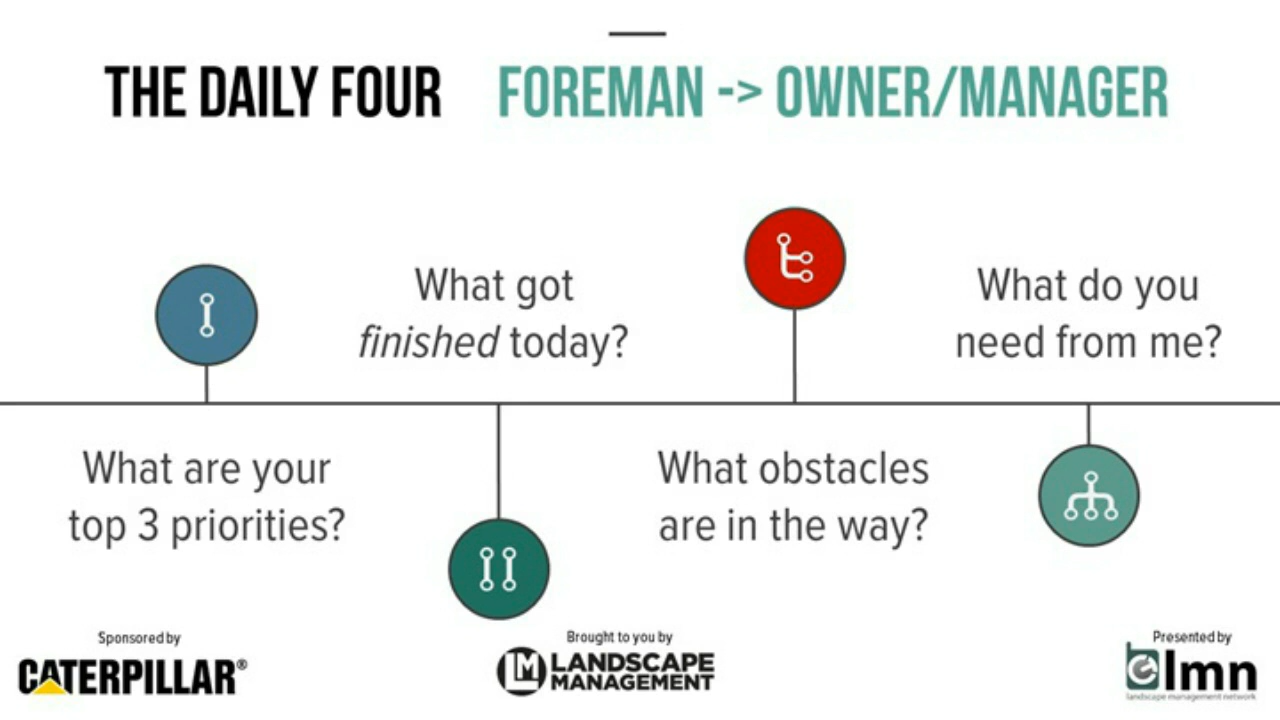 THE DAILY FOUR FOREMAN -> OWNER/MANAGER
What are your
top 3 priorities?
What got
finished today?
What obstacles
are in the way?
What do you
need from me?
Sponsored by
CATERPILLAR®
Brought to you by
LM LANDSCAPE
MANAGEMENT
Presented by
lmn
landscape management network